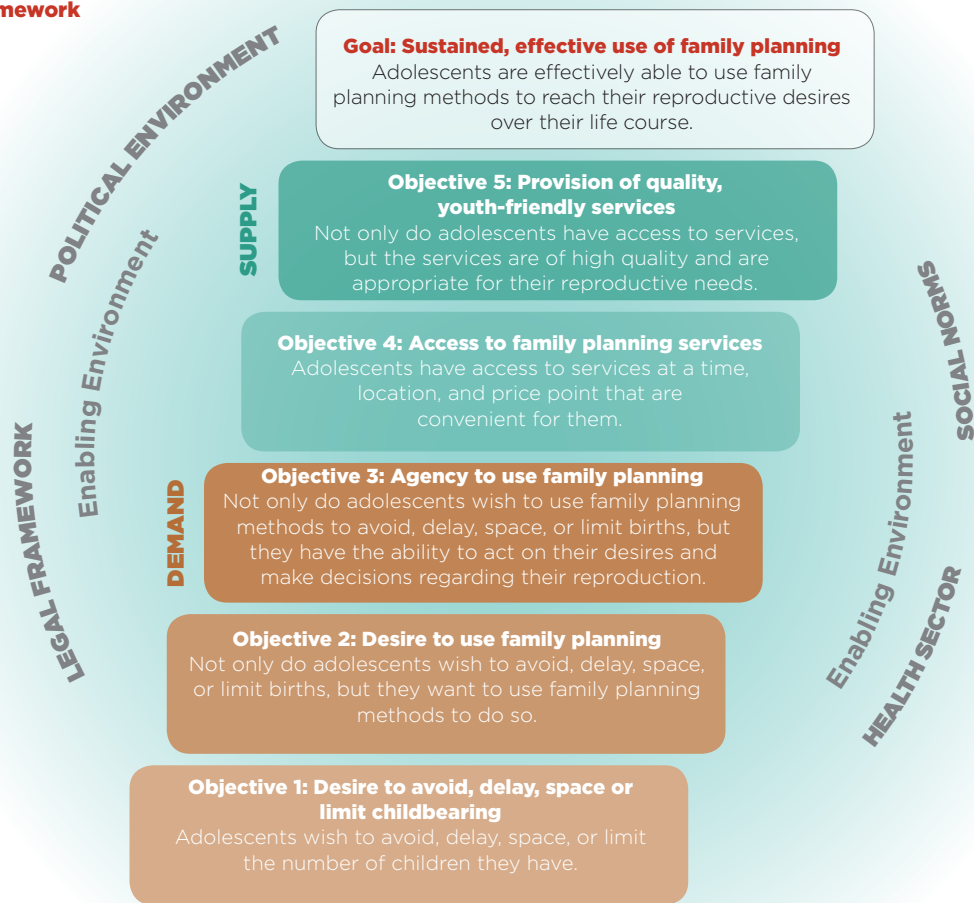 mework
POLITICAL ENVIRONMENT
Enabling Environment
LEGAL FRAMEWORK
Goal: Sustained, effective use of family planning
Adolescents are effectively able to use family
planning methods to reach their reproductive desires
over their life course.
SUPPLY
Objective 5: Provision of quality,
youth-friendly services
Not only do adolescents have access to services,
but the services are of high quality and are
appropriate for their reproductive needs.
Objective 4: Access to family planning services
Adolescents have access to services at a time,
location, and price point that are
convenient for them.
DEMAND
Objective 3: Agency to use family planning
Not only do adolescents wish to use family planning
methods to avoid, delay, space, or limit births, but
they have the ability to act on their desires and
make decisions regarding their reproduction.
Objective 2: Desire to use family planning
Not only do adolescents wish to avoid, delay, space,
or limit births, but they want to use family planning
methods to do so.
Objective 1: Desire to avoid, delay, space or
limit childbearing
Adolescents wish to avoid, delay, space, or limit
the number of children they have.
SOCIAL NORMS
Enabling Environment
HEALTH SECTOR